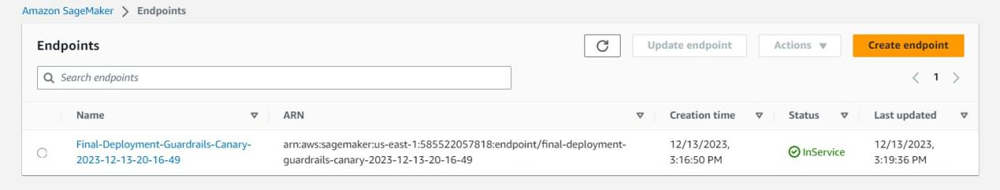 Amazon SageMaker > Endpoints
Endpoints
Update endpoint Actions Create endpoint
Search endpoints
1
Name ARN Creation time Status Last updated
Final-Deployment-Guardrails-Canary- arn:aws:sagemaker:us-east-1:585522057818:endpoint/final-deployment- 12/13/2023, InService 12/13/2023,
2023-12-13-20-16-49 guardrails-canary-2023-12-13-20-16-49 3:16:50 PM 3:19:36 PM